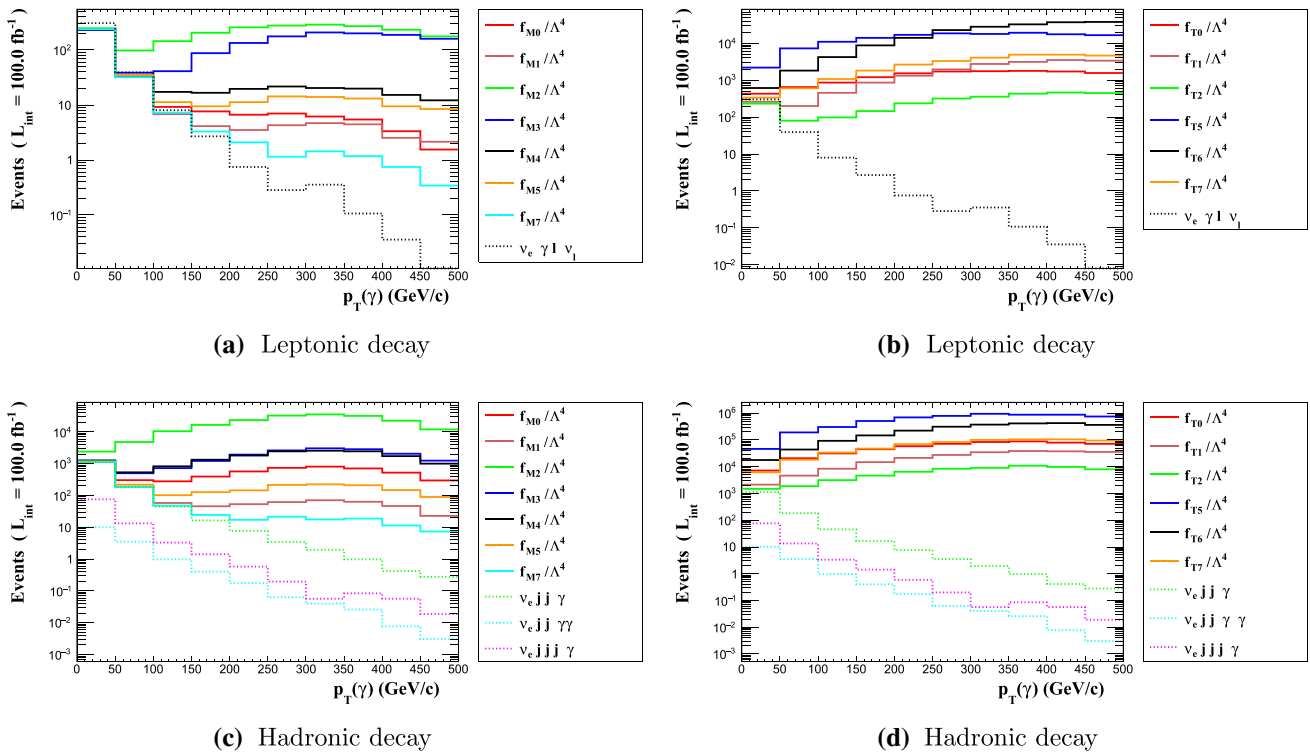 Events ( L_int = 100.0 fb^-1 )
10^2
10
1
10^-1
0 50 100 150 200 250 300 350 400 450 500
p_T(γ) (GeV/c)
f_M0 /Λ^4
f_M1 /Λ^4
f_M2 /Λ^4
f_M3 /Λ^4
f_M4 /Λ^4
f_M5 /Λ^4
f_M7 /Λ^4
ν_e γ l ν_l
(a) Leptonic decay
Events ( L_int = 100.0 fb^-1 )
10^4
10^3
10^2
10
1
10^-1
10^-2
0 50 100 150 200 250 300 350 400 450 500
p_T(γ) (GeV/c)
f_T0 /Λ^4
f_T1 /Λ^4
f_T2 /Λ^4
f_T5 /Λ^4
f_T6 /Λ^4
f_T7 /Λ^4
ν_e γ l ν_l
(b) Leptonic decay
Events ( L_int = 100.0 fb^-1 )
10^4
10^3
10^2
10
1
10^-1
10^-2
10^-3
0 50 100 150 200 250 300 350 400 450 500
p_T(γ) (GeV/c)
f_M0 /Λ^4
f_M1 /Λ^4
f_M2 /Λ^4
f_M3 /Λ^4
f_M4 /Λ^4
f_M5 /Λ^4
f_M7 /Λ^4
ν_e j j γ
ν_e j j γγ
ν_e j j j γ
(c) Hadronic decay
Events ( L_int = 100.0 fb^-1 )
10^6
10^5
10^4
10^3
10^2
10
1
10^-1
10^-2
10^-3
0 50 100 150 200 250 300 350 400 450 500
p_T(γ) (GeV/c)
f_T0 /Λ^4
f_T1 /Λ^4
f_T2 /Λ^4
f_T5 /Λ^4
f_T6 /Λ^4
f_T7 /Λ^4
ν_e j j γ
ν_e j j γ γ
ν_e j j j γ
(d) Hadronic decay